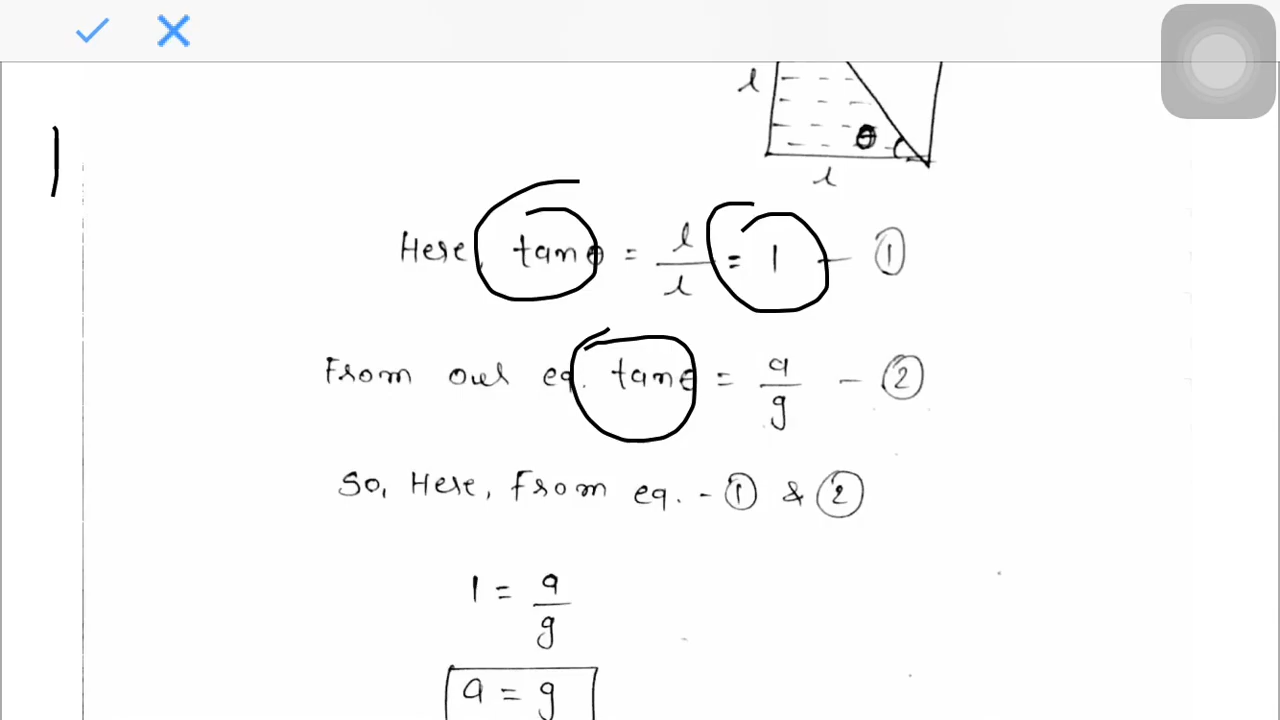 l
θ
l
Here, tanθ = l/l = 1 - ①
From our eq. tanθ = a/g - ②
So, Here, From eq. - ① & ②
1 = a/g
a = g